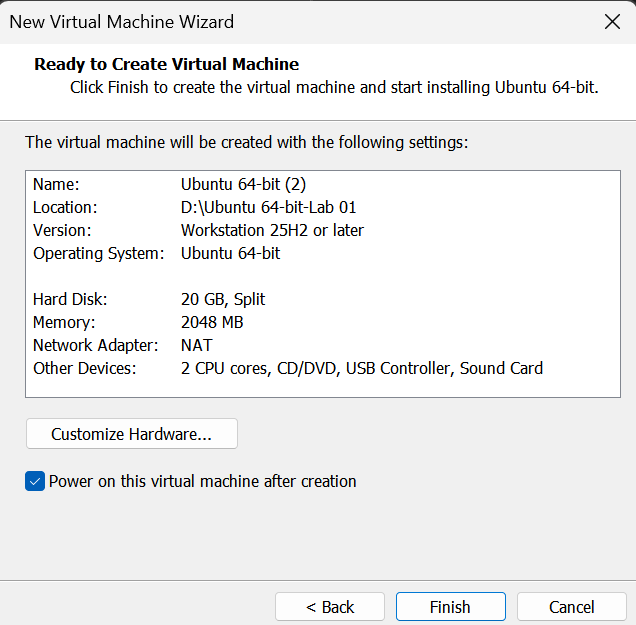 New Virtual Machine Wizard
Ready to Create Virtual Machine
Click Finish to create the virtual machine and start installing Ubuntu 64-bit.
The virtual machine will be created with the following settings:
Name: Ubuntu 64-bit (2)
Location: D:\Ubuntu 64-bit-Lab 01
Version: Workstation 25H2 or later
Operating System: Ubuntu 64-bit
Hard Disk: 20 GB, Split
Memory: 2048 MB
Network Adapter: NAT
Other Devices: 2 CPU cores, CD/DVD, USB Controller, Sound Card
Customize Hardware...
Power on this virtual machine after creation
< Back Finish Cancel